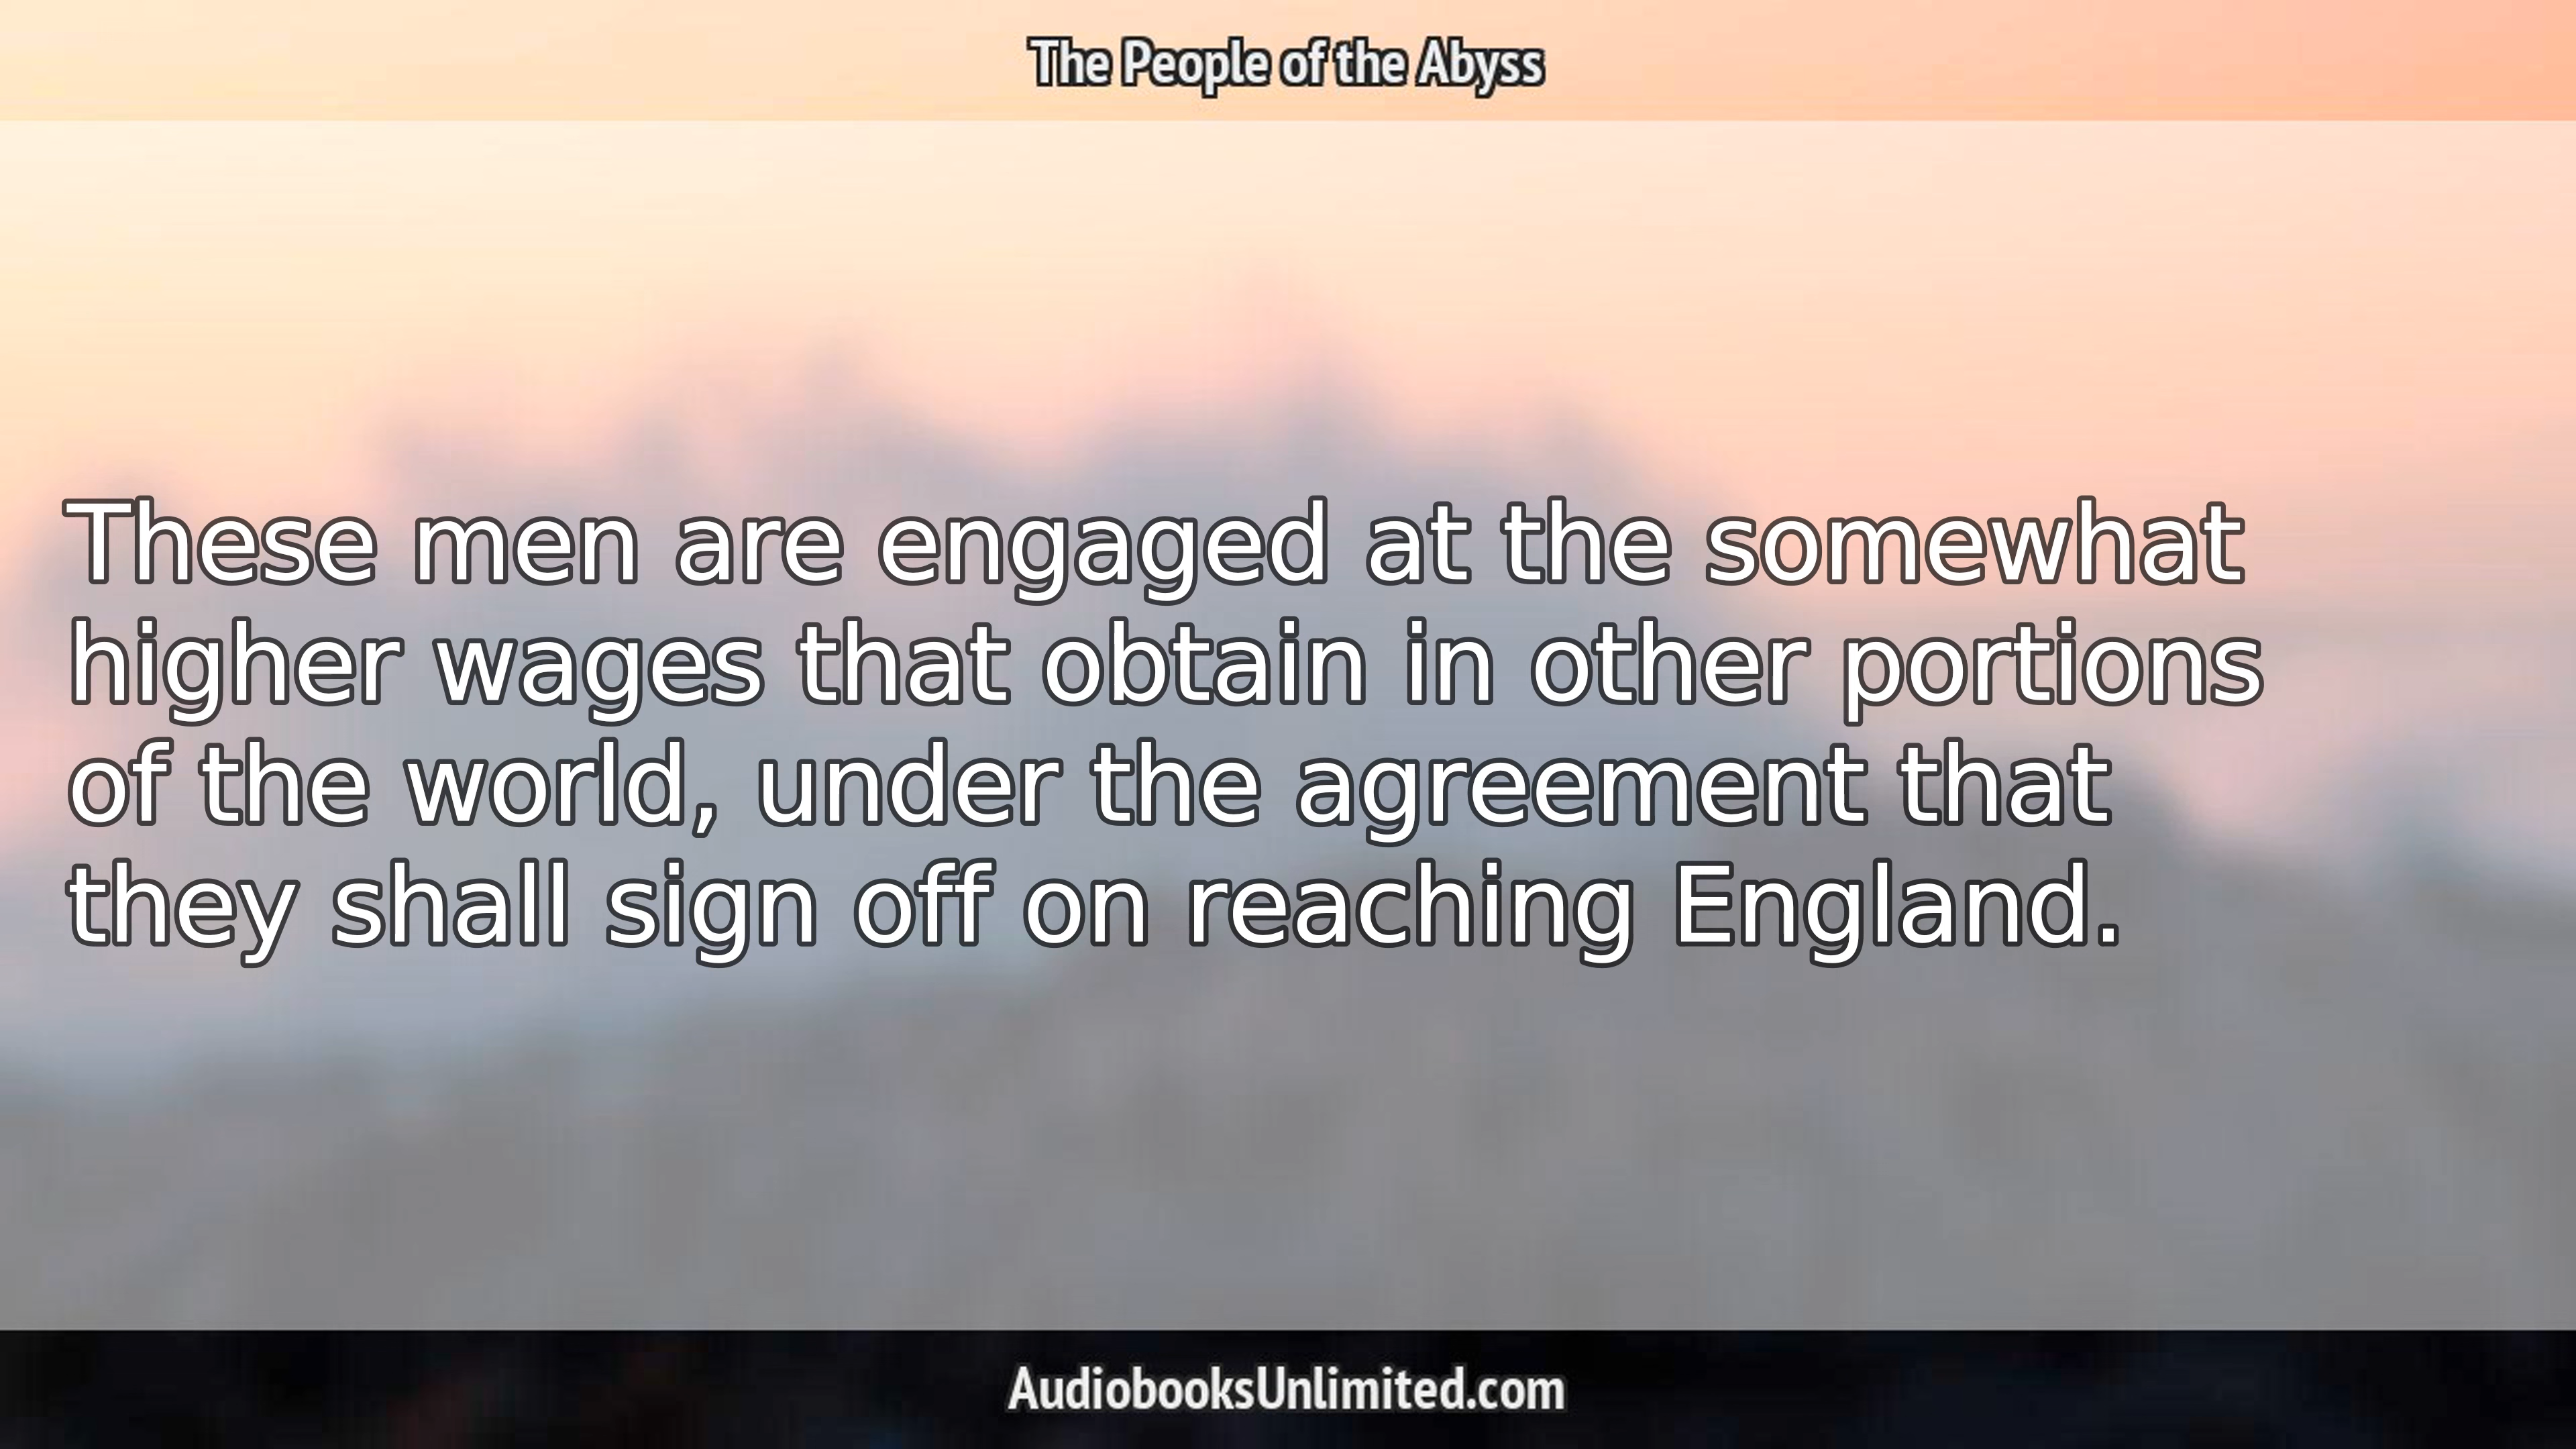 The People of the Abyss
These men are engaged at the somewhat
higher wages that obtain in other portions
of the world, under the agreement that
they shall sign off on reaching England.
AudiobooksUnlimited.com